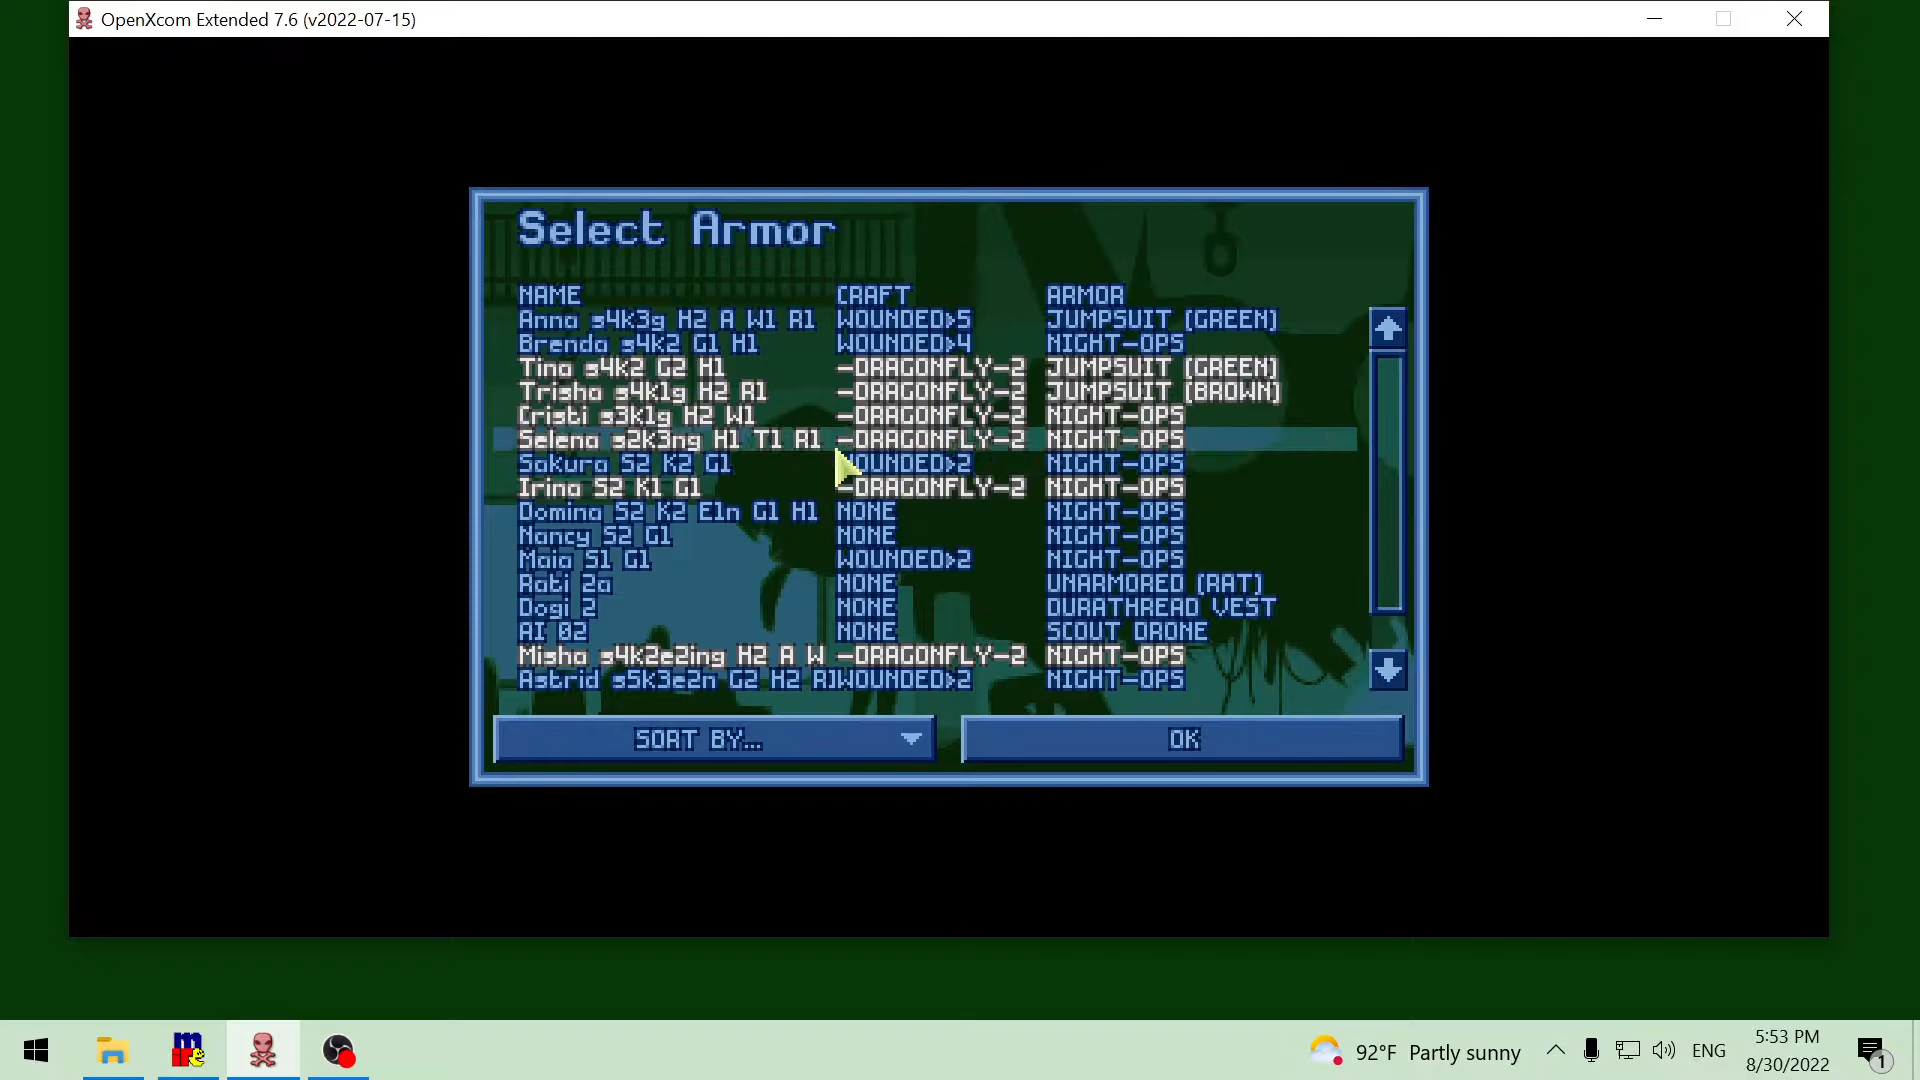 OpenXcom Extended 7.6 (v2022-07-15)
Select Armor
NAME CRAFT ARMOR
Anna s4k3g H2 A W1 R1 WOUNDED>5 JUMPSUIT (GREEN)
Brenda s4k2 G1 H1 WOUNDED>4 NIGHT-OPS
Tina s4k2 G2 H1 -DRAGONFLY-2 JUMPSUIT (GREEN)
Trisha s4k1g H2 R1 -DRAGONFLY-2 JUMPSUIT (BROWN)
Cristi s3k1g H2 W1 -DRAGONFLY-2 NIGHT-OPS
Selena s2k3ng H1 T1 R1 -DRAGONFLY-2 NIGHT-OPS
Sakura S2 K2 G1 WOUNDED>2 NIGHT-OPS
Irina S2 K1 G1 -DRAGONFLY-2 NIGHT-OPS
Domina S2 K2 E1n G1 H1 NONE NIGHT-OPS
Nancy S2 G1 NONE NIGHT-OPS
Maia S1 G1 WOUNDED>2 NIGHT-OPS
Rati 2a NONE UNARMORED (RAT)
Dogi 2 NONE DURATHREAD VEST
AI 02 NONE SCOUT DRONE
Misha s4k2e2ing H2 A W -DRAGONFLY-2 NIGHT-OPS
Astrid s5k3e2n G2 H2 R1 WOUNDED>2 NIGHT-OPS
SORT BY... OK
92°F Partly sunny ENG
5:53 PM
8/30/2022
1